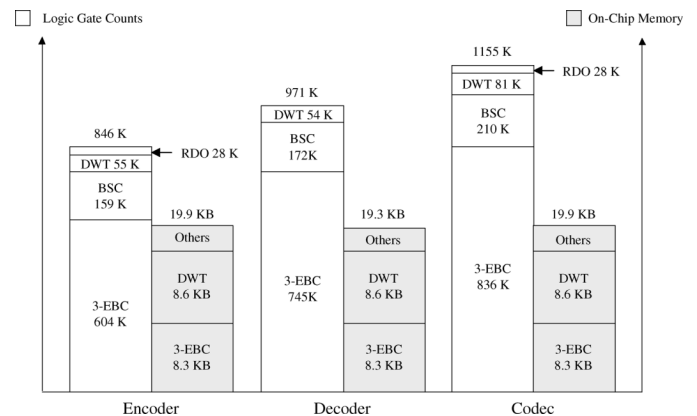 Logic Gate Counts
On-Chip Memory
846 K
RDO 28 K
DWT 55 K
BSC
159 K
3-EBC
604 K
19.9 KB
Others
DWT
8.6 KB
3-EBC
8.3 KB
Encoder
971 K
DWT 54 K
BSC
172K
3-EBC
745K
19.3 KB
Others
DWT
8.6 KB
3-EBC
8.3 KB
Decoder
1155 K
RDO 28 K
DWT 81 K
BSC
210 K
3-EBC
836 K
19.9 KB
Others
DWT
8.6 KB
3-EBC
8.3 KB
Codec